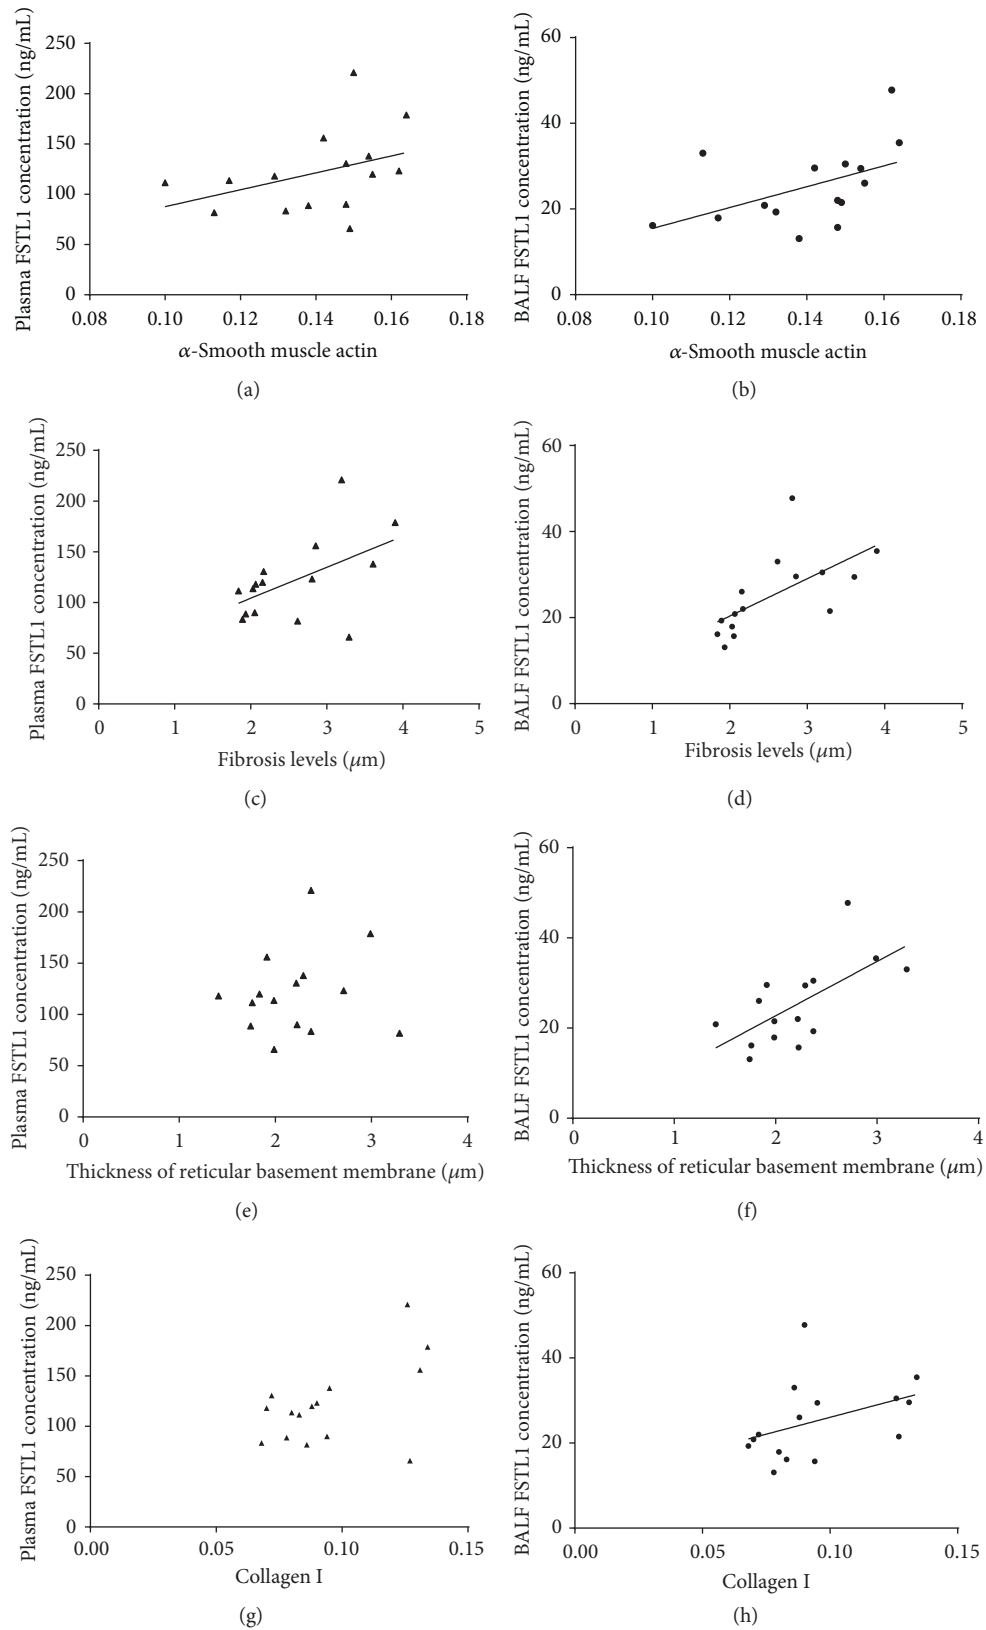 Plasma FSTL1 concentration (ng/mL)
250
200
150
100
50
0
0.08 0.10 0.12 0.14 0.16 0.18
α-Smooth muscle actin
(a)
BALF FSTL1 concentration (ng/mL)
60
40
20
0
0.08 0.10 0.12 0.14 0.16 0.18
α-Smooth muscle actin
(b)
Plasma FSTL1 concentration (ng/mL)
250
200
150
100
50
0
0 1 2 3 4 5
Fibrosis levels (μm)
(c)
BALF FSTL1 concentration (ng/mL)
60
40
20
0
0 1 2 3 4 5
Fibrosis levels (μm)
(d)
Plasma FSTL1 concentration (ng/mL)
250
200
150
100
50
0
0 1 2 3 4
Thickness of reticular basement membrane (μm)
(e)
BALF FSTL1 concentration (ng/mL)
60
40
20
0
0 1 2 3 4
Thickness of reticular basement membrane (μm)
(f)
Plasma FSTL1 concentration (ng/mL)
250
200
150
100
50
0
0.00 0.05 0.10 0.15
Collagen I
(g)
BALF FSTL1 concentration (ng/mL)
60
40
20
0
0.00 0.05 0.10 0.15
Collagen I
(h)